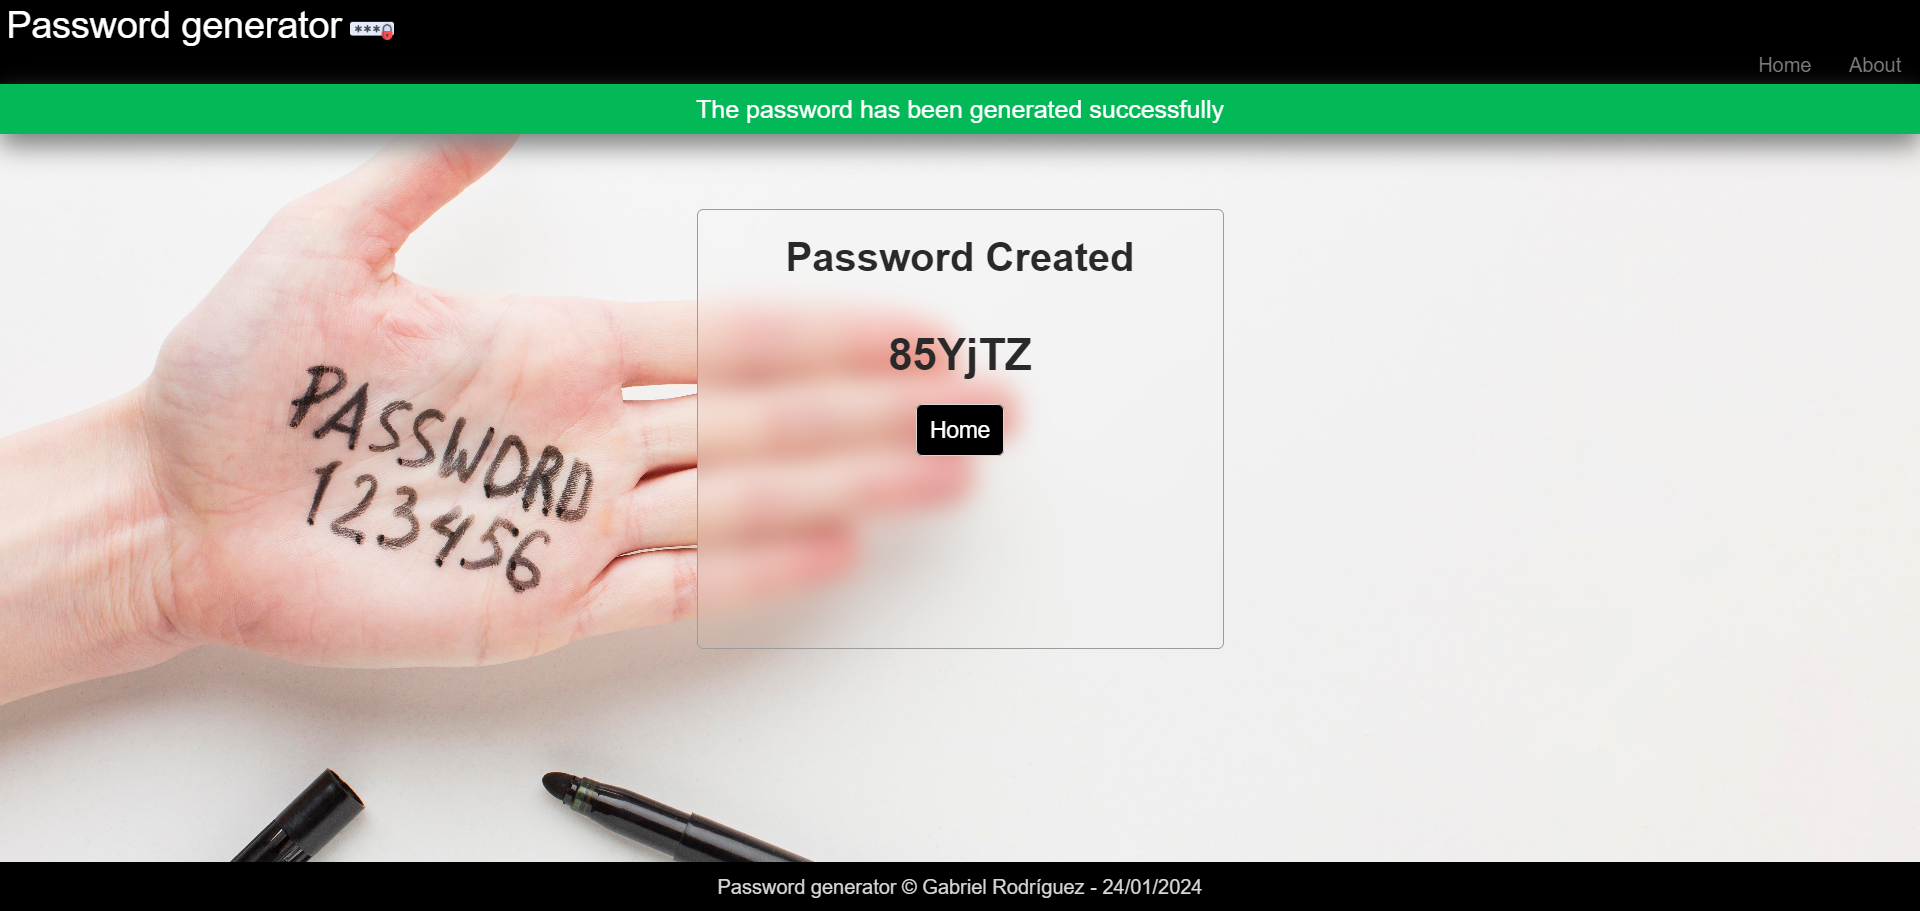 Password generator
Home About
The password has been generated successfully
Password Created
85YjTZ
Home
PASSWORD
123456
Password generator © Gabriel Rodríguez - 24/01/2024